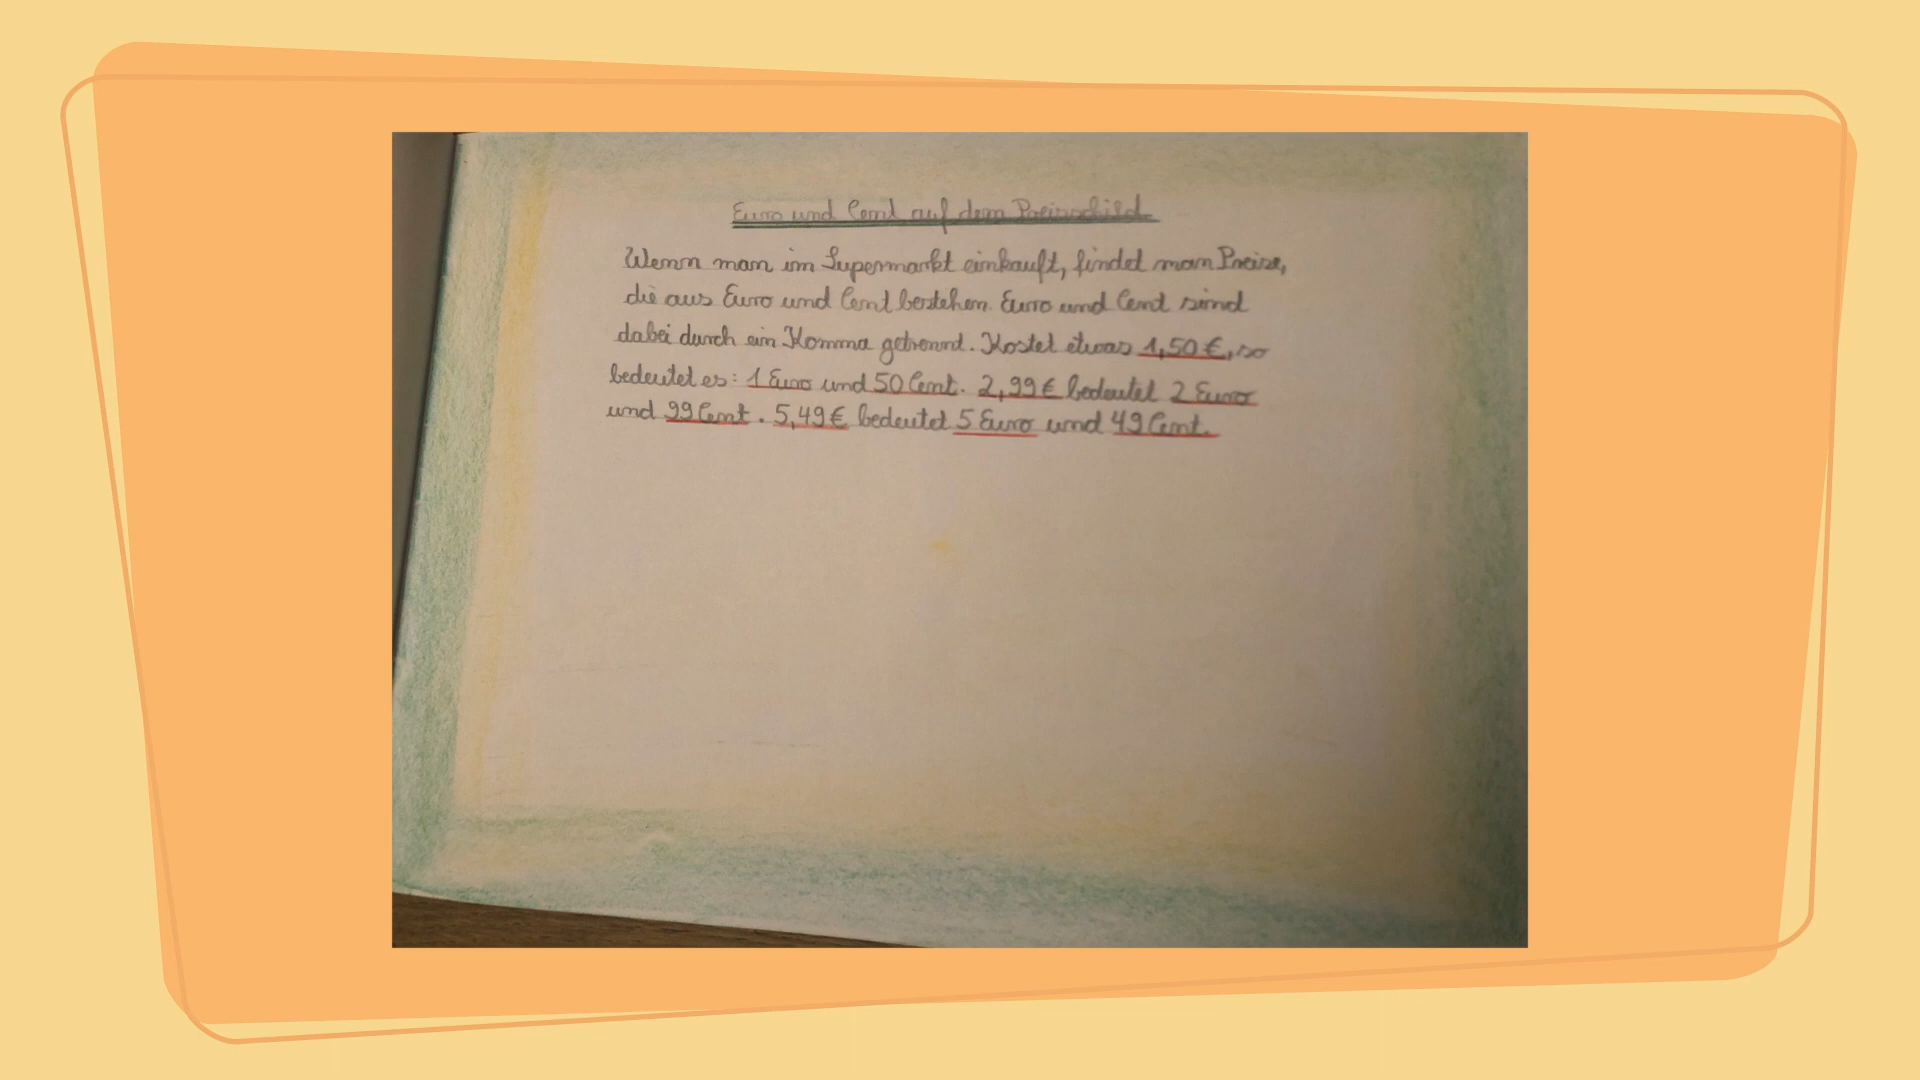 Euro und Cent auf dem Preisschild
Wenn man im Supermarkt einkauft, findet man Preise,
die aus Euro und Cent bestehen. Euro und Cent sind
dabei durch ein Komma getrennt. Kostet etwas 1,50 €, so
bedeutet es: 1 Euro und 50 Cent. 2,99 € bedeutet 2 Euro
und 99 Cent. 5,49 € bedeutet 5 Euro und 49 Cent.